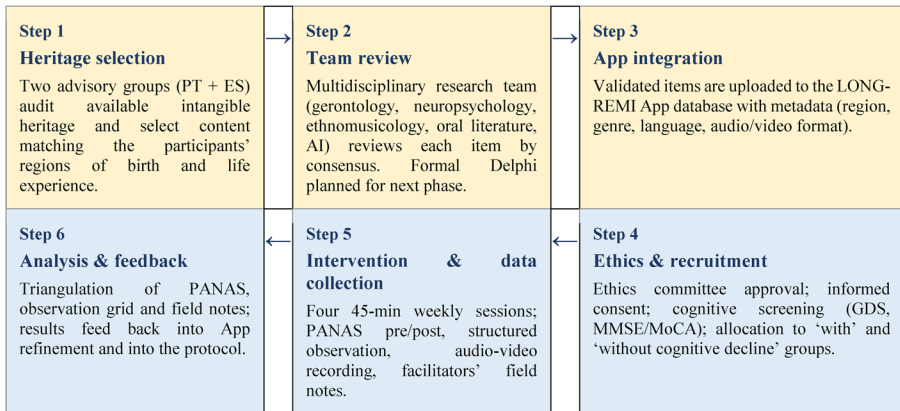 Step 1
Heritage selection
Two advisory groups (PT + ES)
audit available intangible
heritage and select content
matching the participants’
regions of birth and life
experience.
Step 2
Team review
Multidisciplinary research team
(gerontology, neuropsychology,
ethnomusicology, oral literature,
AI) reviews each item by
consensus. Formal Delphi
planned for next phase.
Step 3
App integration
Validated items are uploaded to the LONG-
REMI App database with metadata (region,
genre, language, audio/video format).
Step 4
Ethics & recruitment
Ethics committee approval; informed
consent; cognitive screening (GDS,
MMSE/MoCA); allocation to ‘with’ and
‘without cognitive decline’ groups.
Step 5
Intervention & data
collection
Four 45-min weekly sessions;
PANAS pre/post, structured
observation, audio-video
recording, facilitators’ field
notes.
Step 6
Analysis & feedback
Triangulation of PANAS,
observation grid and field notes;
results feed back into App
refinement and into the protocol.